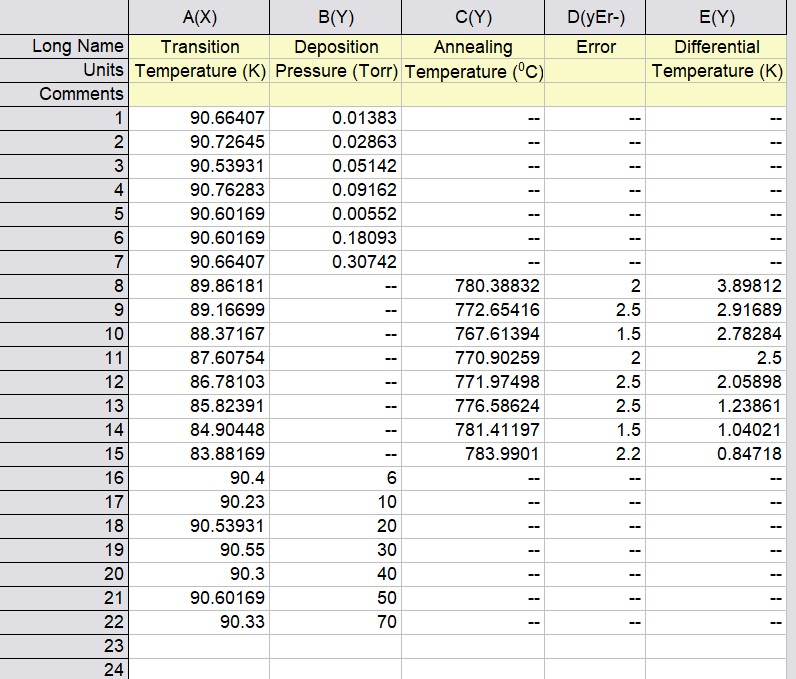 A(X) B(Y) C(Y) D(yEr-) E(Y)
Long Name Transition Deposition Annealing Error Differential
Units Temperature (K) Pressure (Torr) Temperature (⁰C) Temperature (K)
Comments
1 90.66407 0.01383 -- -- --
2 90.72645 0.02863 -- -- --
3 90.53931 0.05142 -- -- --
4 90.76283 0.09162 -- -- --
5 90.60169 0.00552 -- -- --
6 90.60169 0.18093 -- -- --
7 90.66407 0.30742 -- -- --
8 89.86181 -- 780.38832 2 3.89812
9 89.16699 -- 772.65416 2.5 2.91689
10 88.37167 -- 767.61394 1.5 2.78284
11 87.60754 -- 770.90259 2 2.5
12 86.78103 -- 771.97498 2.5 2.05898
13 85.82391 -- 776.58624 2.5 1.23861
14 84.90448 -- 781.41197 1.5 1.04021
15 83.88169 -- 783.9901 2.2 0.84718
16 90.4 6 -- -- --
17 90.23 10 -- -- --
18 90.53931 20 -- -- --
19 90.55 30 -- -- --
20 90.3 40 -- -- --
21 90.60169 50 -- -- --
22 90.33 70 -- -- --
23
24